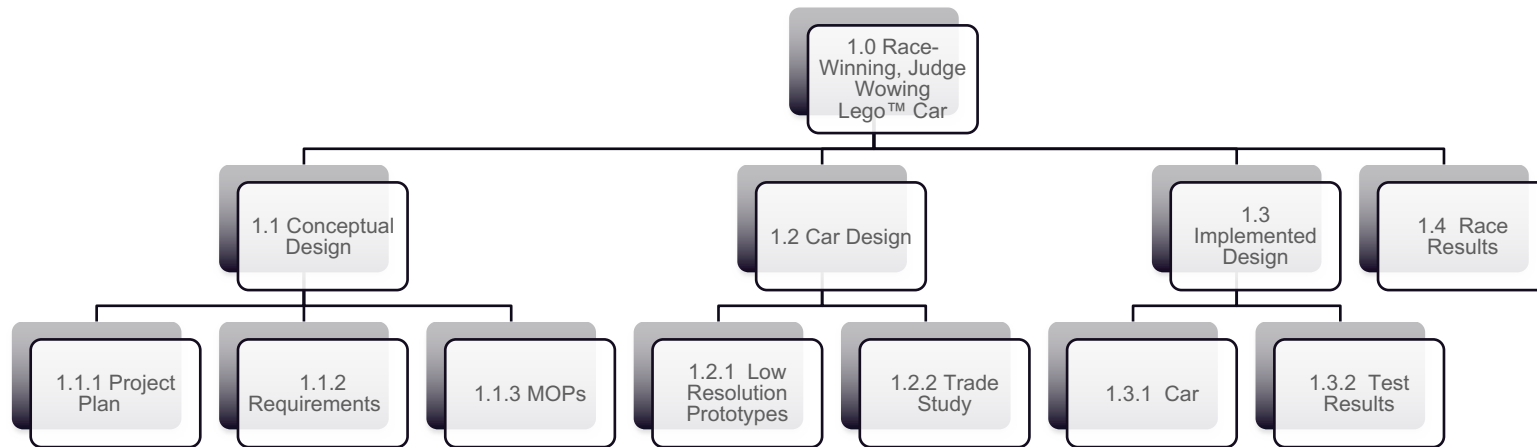 1.0 Race-
Winning, Judge
Wowing
Lego™ Car
1.1 Conceptual
Design
1.2 Car Design
1.3
Implemented
Design
1.4 Race
Results
1.1.1 Project
Plan
1.1.2
Requirements
1.1.3 MOPs
1.2.1 Low
Resolution
Prototypes
1.2.2 Trade
Study
1.3.1 Car
1.3.2 Test
Results